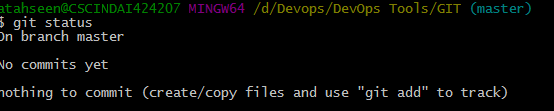 atahseen@CSCINDAI424207 MINGW64 /d/Devops/DevOps Tools/GIT (master)
$ git status
On branch master
No commits yet
nothing to commit (create/copy files and use "git add" to track)